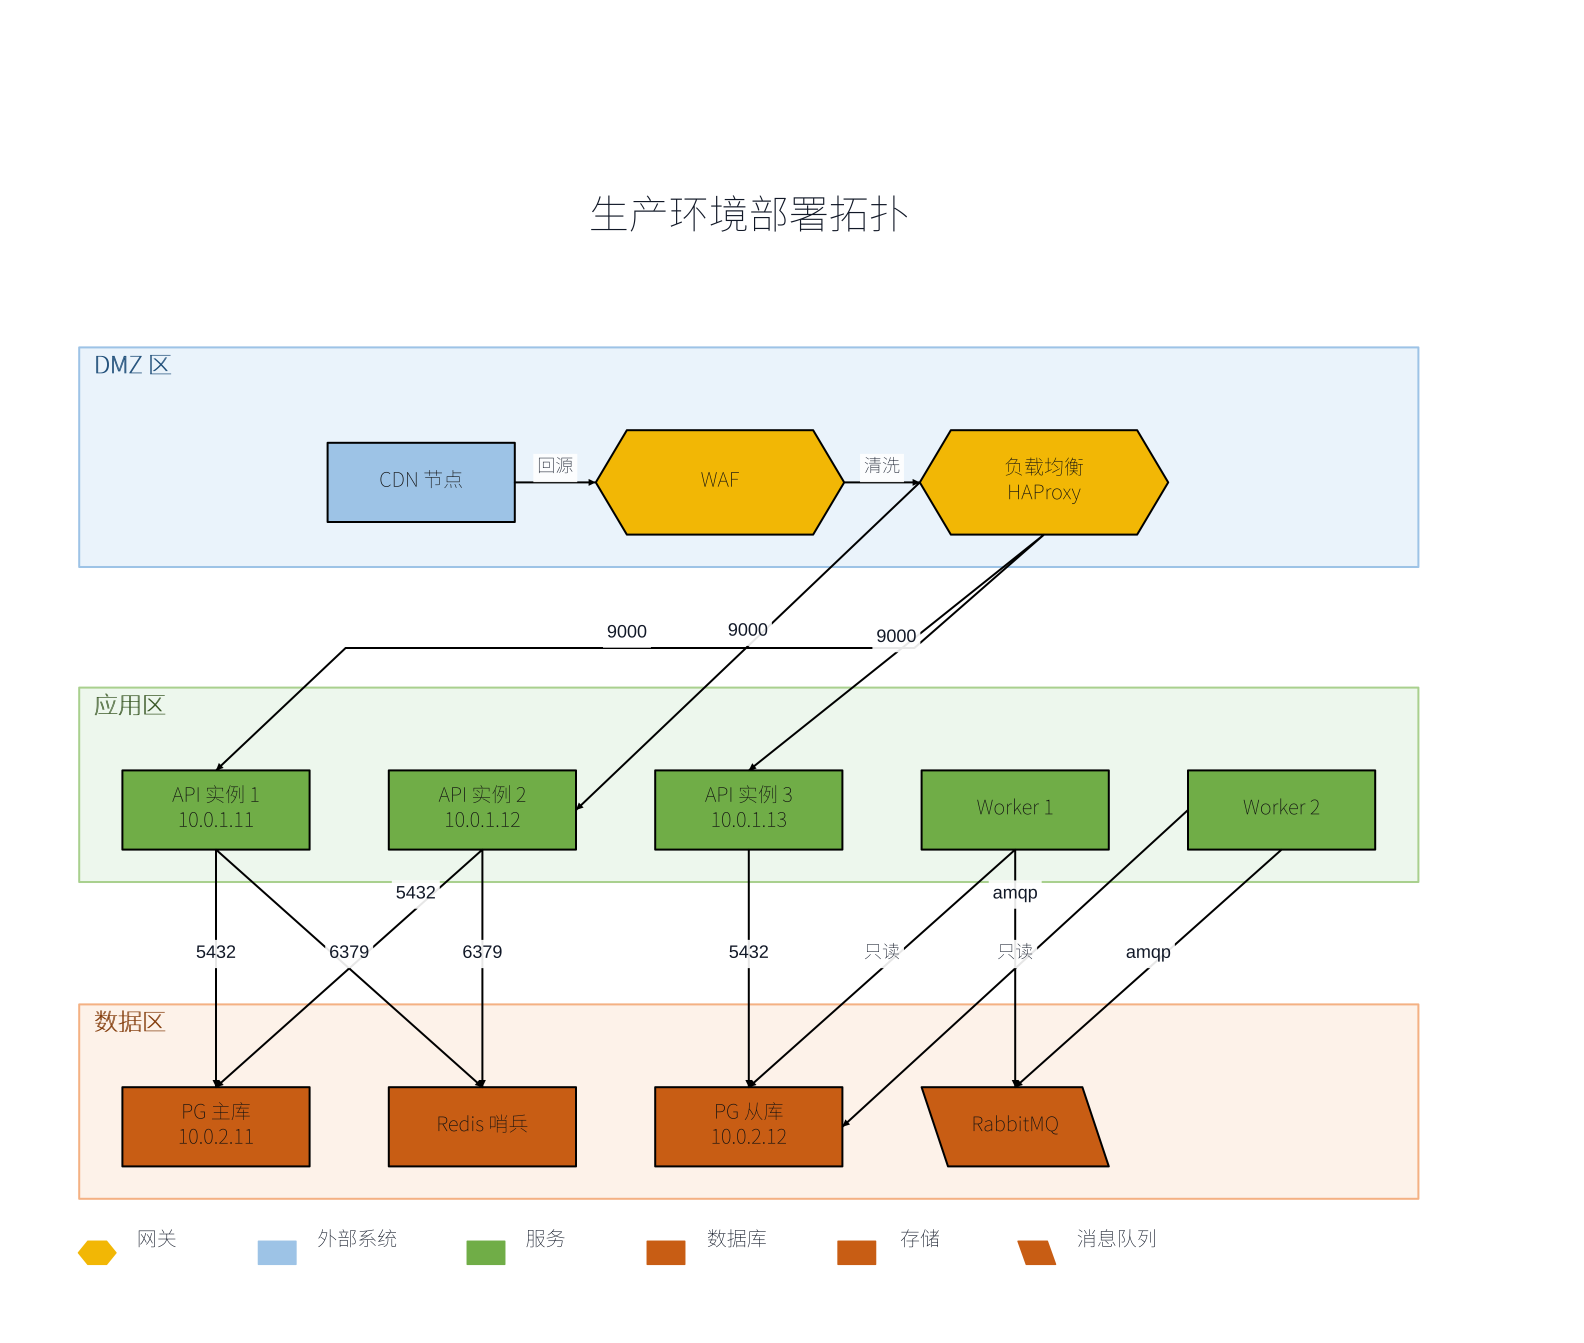 生产环境部署拓扑
DMZ 区
CDN 节点
回源
WAF
清洗
负载均衡
HAProxy
9000
9000
9000
应用区
API 实例 1
10.0.1.11
API 实例 2
10.0.1.12
API 实例 3
10.0.1.13
Worker 1
Worker 2
5432
amqp
5432
6379
6379
5432
只读
只读
amqp
数据区
PG 主库
10.0.2.11
Redis 哨兵
PG 从库
10.0.2.12
RabbitMQ
网关
外部系统
服务
数据库
存储
消息队列